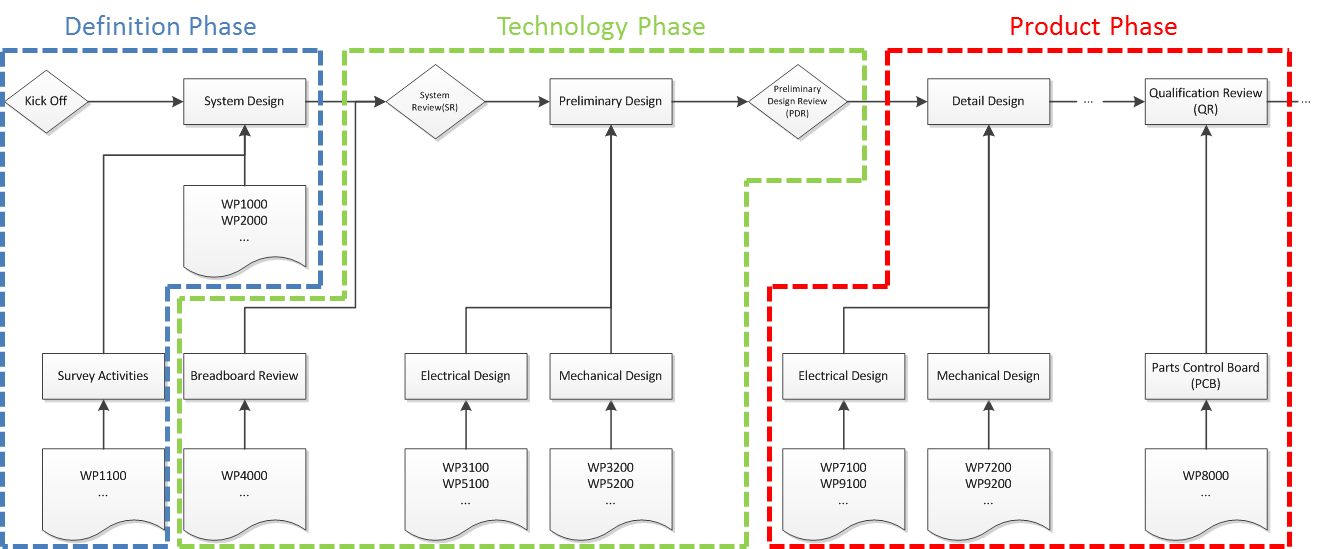 Definition Phase
Technology Phase
Product Phase
Kick Off
System Design
System
Review(SR)
Preliminary Design
Preliminary
Design Review
(PDR)
Detail Design
...
Qualification Review
(QR)
...
WP1000
WP2000
...
Survey Activities
Breadboard Review
Electrical Design
Mechanical Design
Electrical Design
Mechanical Design
Parts Control Board
(PCB)
WP1100
...
WP4000
...
WP3100
WP5100
...
WP3200
WP5200
...
WP7100
WP9100
...
WP7200
WP9200
...
WP8000
...